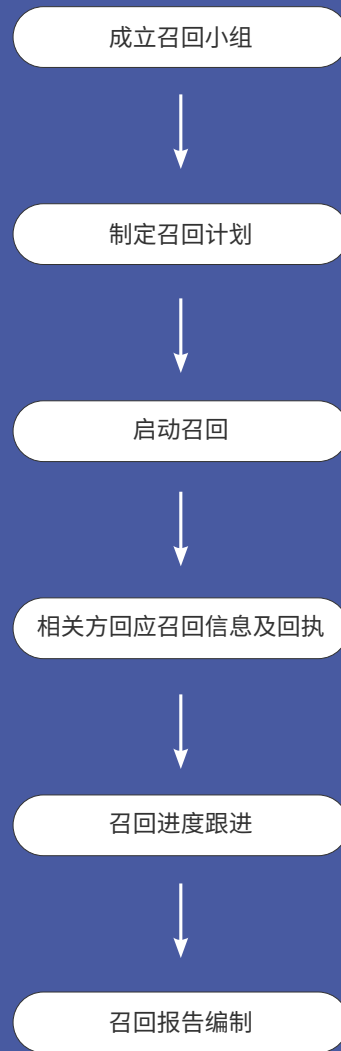 成立召回小组
制定召回计划
启动召回
相关方回应召回信息及回执
召回进度跟进
召回报告编制